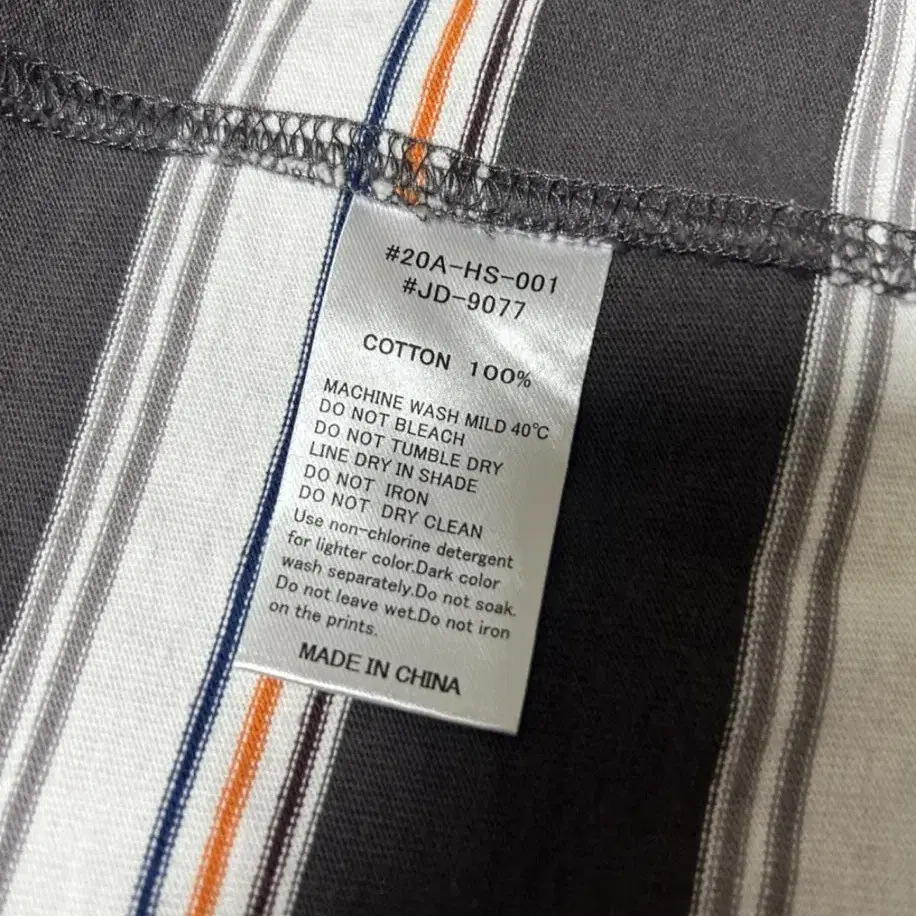 #20A-HS-001
#JD-9077
COTTON 100%
MACHINE WASH MILD 40℃
DO NOT BLEACH
DO NOT TUMBLE DRY
LINE DRY IN SHADE
DO NOT IRON
DO NOT DRY CLEAN
Use non-chlorine detergent
for lighter color.Dark color
wash separately.Do not soak.
Do not leave wet.Do not iron
on the prints.
MADE IN CHINA